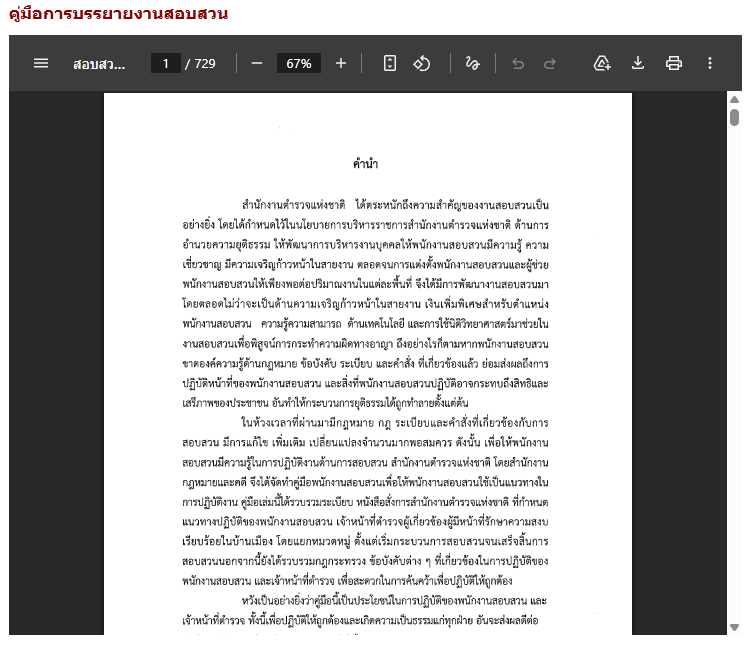 คู่มือการบรรยายงานสอบสวน
สอบสว...
1 / 729
67%
คำนำ
สำนักงานตำรวจแห่งชาติ ได้ตระหนักถึงความสำคัญของงานสอบสวนเป็น
อย่างยิ่ง โดยได้กำหนดไว้ในนโยบายการบริหารราชการสำนักงานตำรวจแห่งชาติ ด้านการ
อำนวยความยุติธรรม ให้พัฒนาการบริหารงานบุคคลให้พนักงานสอบสวนมีความรู้ ความ
เชี่ยวชาญ มีความเจริญก้าวหน้าในสายงาน ตลอดจนการแต่งตั้งพนักงานสอบสวนและผู้ช่วย
พนักงานสอบสวนให้เพียงพอต่อปริมาณงานในแต่ละพื้นที่ จึงได้มีการพัฒนางานสอบสวนมา
โดยตลอดไม่ว่าจะเป็นด้านความเจริญก้าวหน้าในสายงาน เงินเพิ่มพิเศษสำหรับตำแหน่ง
พนักงานสอบสวน ความรู้ความสามารถ ด้านเทคโนโลยี และการใช้นิติวิทยาศาสตร์มาช่วยใน
งานสอบสวนเพื่อพิสูจน์การกระทำความผิดทางอาญา ถึงอย่างไรก็ตามหากพนักงานสอบสวน
ขาดองค์ความรู้ด้านกฎหมาย ข้อบังคับ ระเบียบ และคำสั่ง ที่เกี่ยวข้องแล้ว ย่อมส่งผลถึงการ
ปฏิบัติหน้าที่ของพนักงานสอบสวน และสิ่งที่พนักงานสอบสวนปฏิบัติอาจกระทบถึงสิทธิและ
เสรีภาพของประชาชน อันทำให้กระบวนการยุติธรรมได้ถูกทำลายตั้งแต่ต้น
ในห้วงเวลาที่ผ่านมามีกฎหมาย กฎ ระเบียบและคำสั่งที่เกี่ยวข้องกับการ
สอบสวน มีการแก้ไข เพิ่มเติม เปลี่ยนแปลงจำนวนมากพอสมควร ดังนั้น เพื่อให้พนักงาน
สอบสวนมีความรู้ในการปฏิบัติงานด้านการสอบสวน สำนักงานตำรวจแห่งชาติ โดยสำนักงาน
กฎหมายและคดี จึงได้จัดทำคู่มือพนักงานสอบสวนเพื่อให้พนักงานสอบสวนใช้เป็นแนวทางใน
การปฏิบัติงาน คู่มือเล่มนี้ได้รวบรวมระเบียบ หนังสือสั่งการสำนักงานตำรวจแห่งชาติ ที่กำหนด
แนวทางปฏิบัติของพนักงานสอบสวน เจ้าหน้าที่ตำรวจผู้เกี่ยวข้องผู้มีหน้าที่รักษาความสงบ
เรียบร้อยในบ้านเมือง โดยแยกหมวดหมู่ ตั้งแต่เริ่มกระบวนการสอบสวนจนเสร็จสิ้นการ
สอบสวนนอกจากนี้ยังได้รวบรวมกฎกระทรวง ข้อบังคับต่าง ๆ ที่เกี่ยวข้องในการปฏิบัติของ
พนักงานสอบสวน และเจ้าหน้าที่ตำรวจ เพื่อสะดวกในการค้นคว้าเพื่อปฏิบัติให้ถูกต้อง
หวังเป็นอย่างยิ่งว่าคู่มือนี้เป็นประโยชน์ในการปฏิบัติของพนักงานสอบสวน และ
เจ้าหน้าที่ตำรวจ ทั้งนี้เพื่อปฏิบัติให้ถูกต้องและเกิดความเป็นธรรมแก่ทุกฝ่าย อันจะส่งผลดีต่อ